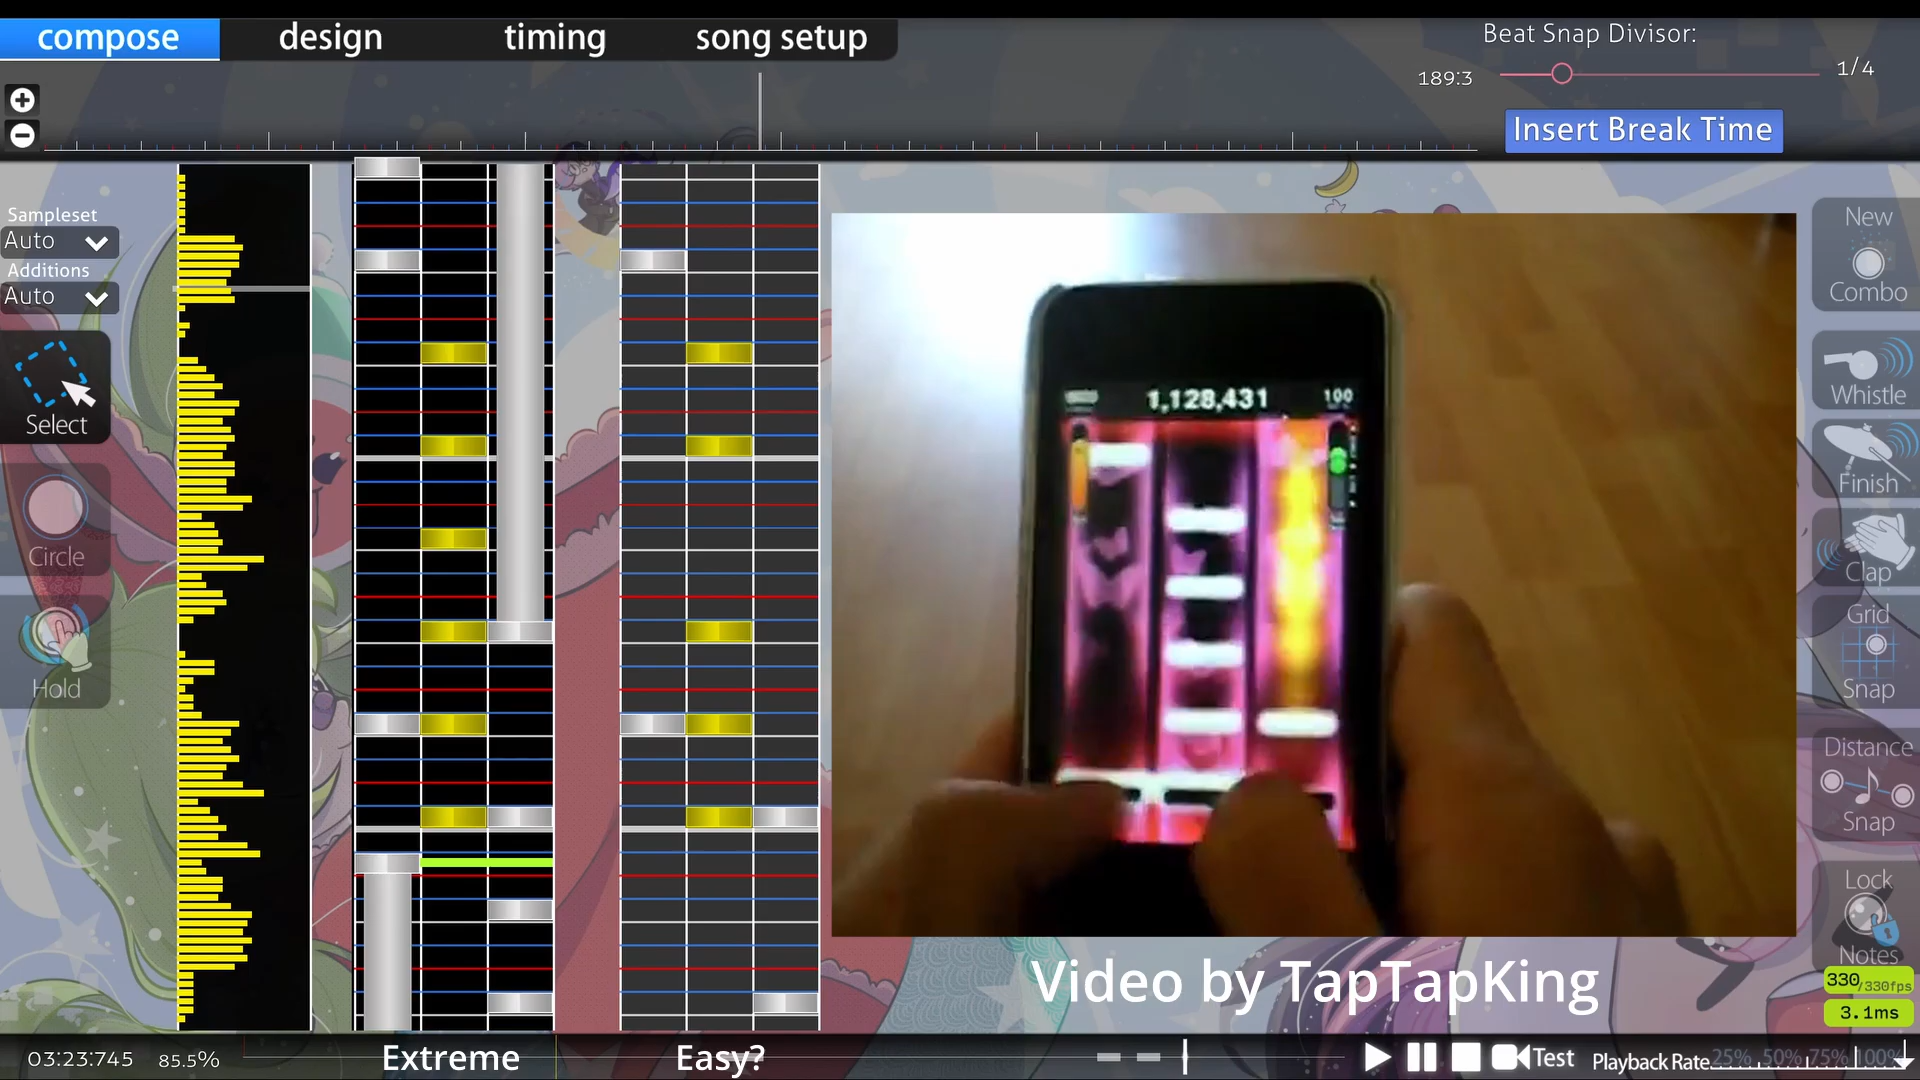 compose design timing song setup
Beat Snap Divisor:
189:3 1/4
Insert Break Time
Sampleset
Auto
Additions
Auto
Select
Circle
Hold
1,128,431 100
New
Combo
Whistle
Finish
Clap
Grid
Snap
Distance
Snap
Lock
Notes
Video by TapTapKing
330/330fps
3.1ms
03:23:745 85.5% Extreme Easy? Test Playback Rate 25% 50% 75% 100%